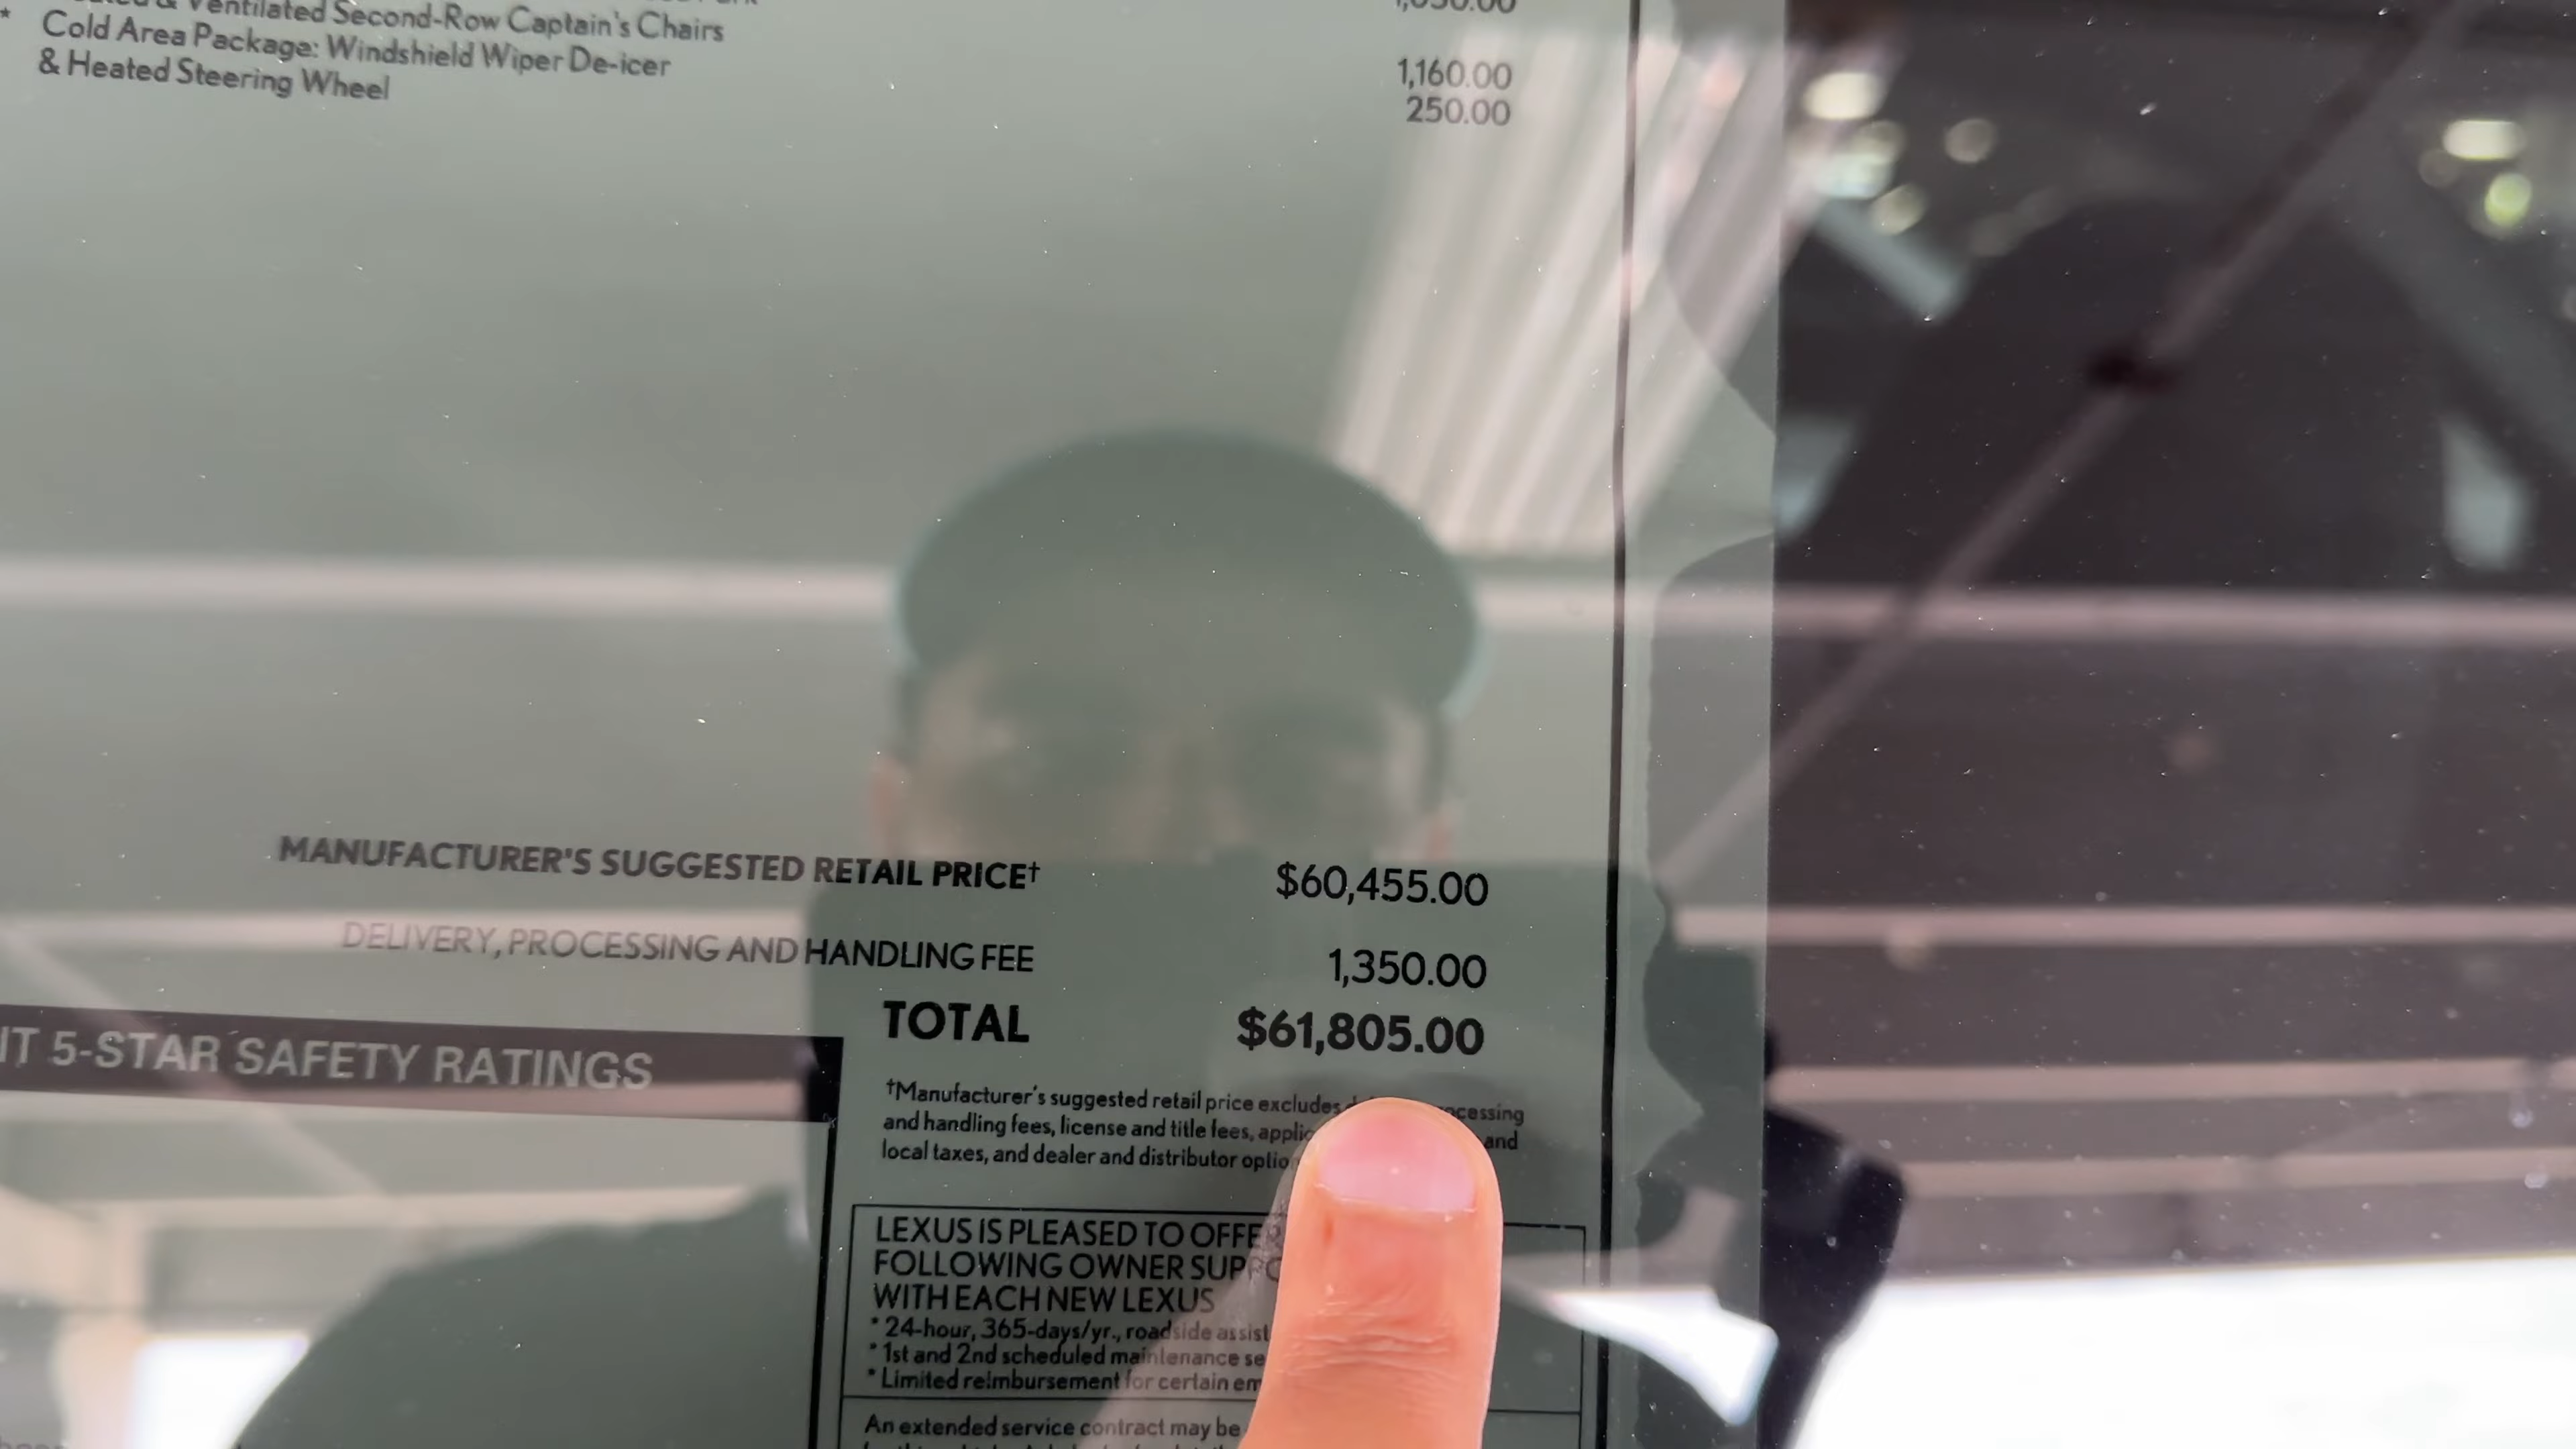 Ventilated Second-Row Captain's Chairs
* Cold Area Package: Windshield Wiper De-icer 1,160.00
& Heated Steering Wheel 250.00
MANUFACTURER'S SUGGESTED RETAIL PRICE† $60,455.00
DELIVERY, PROCESSING AND HANDLING FEE 1,350.00
TOTAL $61,805.00
5-STAR SAFETY RATINGS
†Manufacturer's suggested retail price excludes
and handling fees, license and title fees, and
local taxes, and dealer and distributor
LEXUS IS PLEASED TO
FOLLOWING OWNER
WITH EACH NEW LEXUS
* 24-hour, 365-days/yr., roadside
* 1st and 2nd scheduled maintenance
* Limited reimbursement for certain
An extended service contract may be